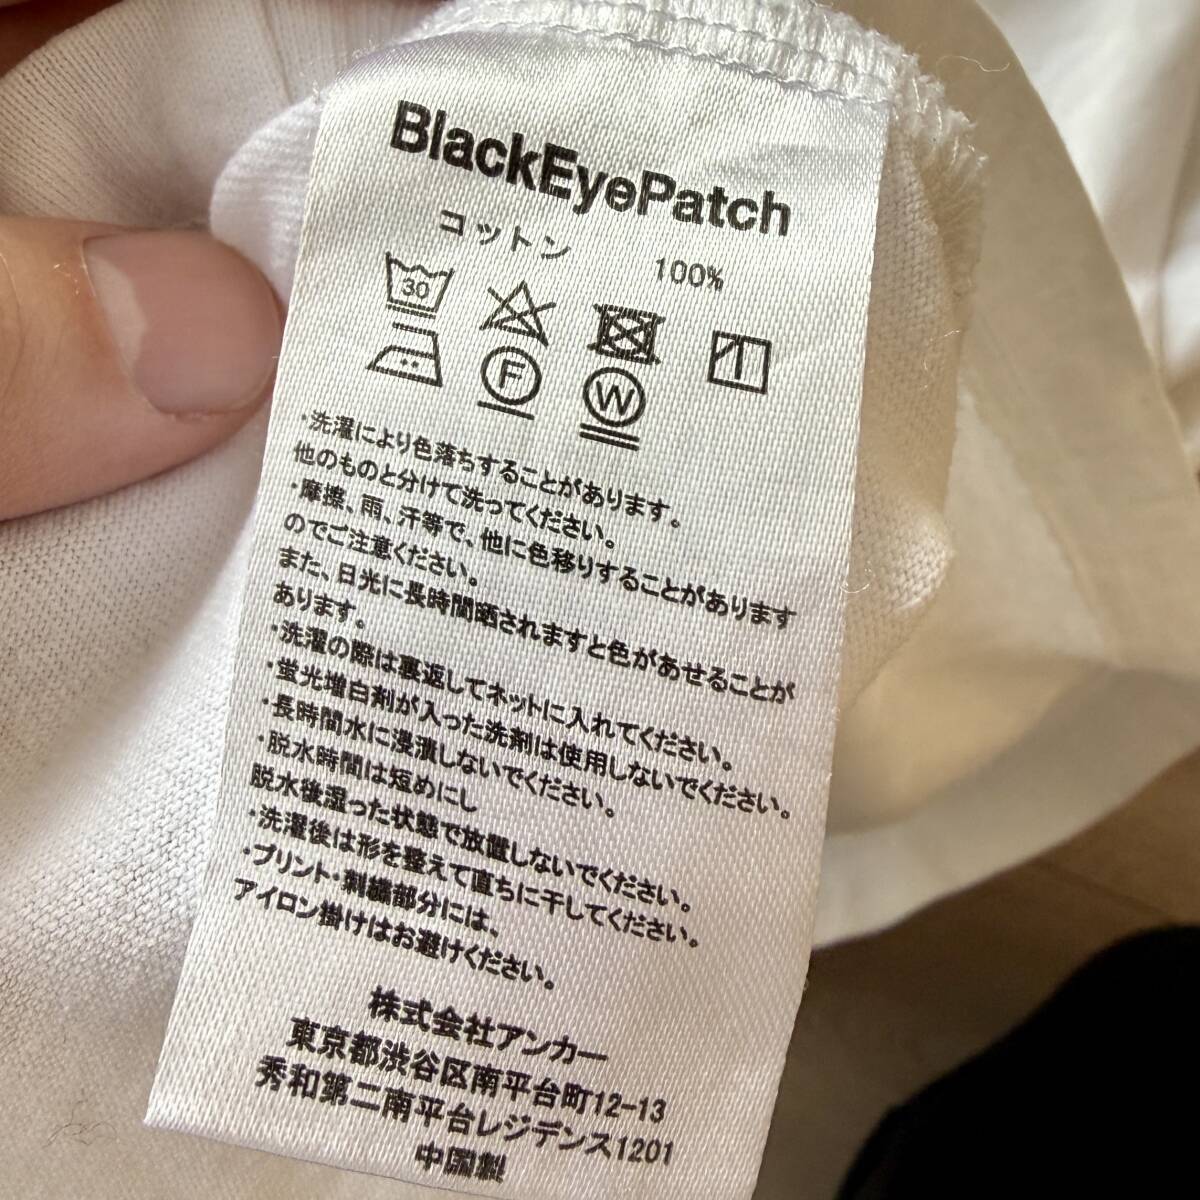 BlackEyePatch
コットン 100%
30
F
W
・洗濯により色落ちすることがあります。
他のものと分けて洗ってください。
・摩擦、雨、汗等で、他に色移りすることがあります
のでご注意ください。
また、日光に長時間晒されますと色があせることが
あります。
・洗濯の際は裏返してネットに入れてください。
・蛍光増白剤が入った洗剤は使用しないでください。
・長時間水に浸漬しないでください。
・脱水時間は短めにし
脱水後湿った状態で放置しないでください。
・洗濯後は形を整えて直ちに干してください。
・プリント・刺繍部分には、
アイロン掛けはお避けください。
株式会社アンカー
東京都渋谷区南平台町12-13
秀和第二南平台レジデンス1201
中国製